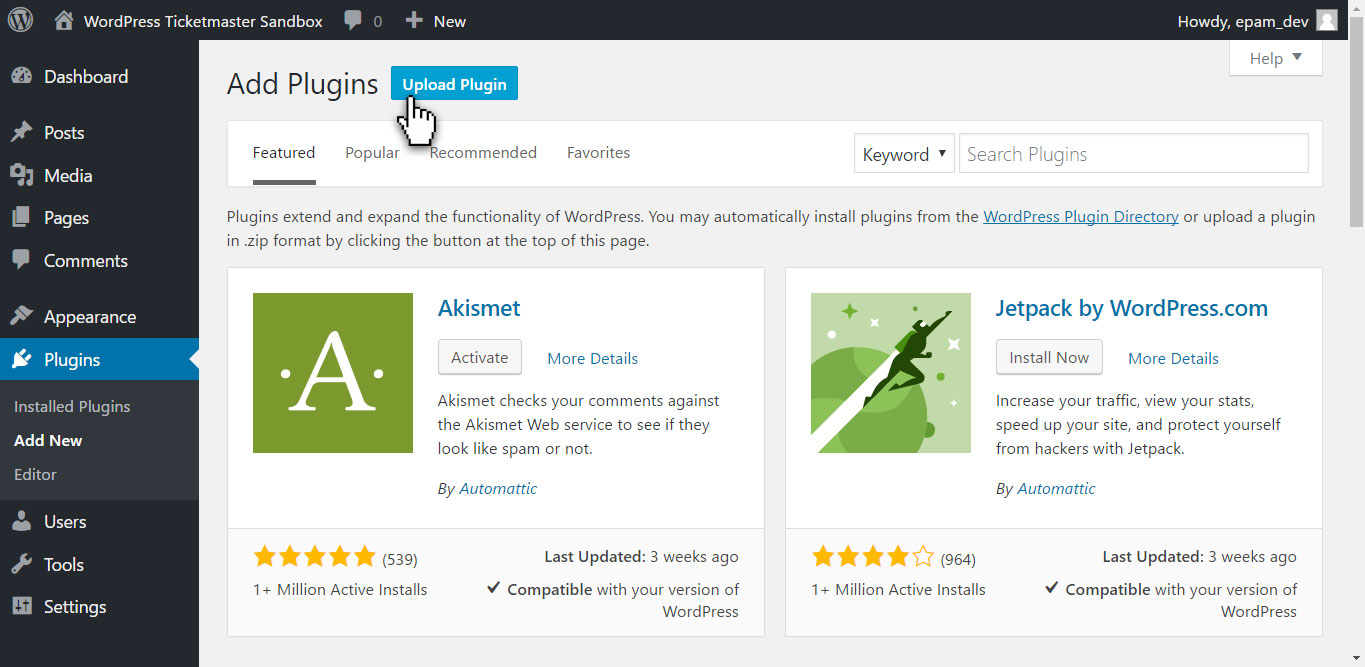 WordPress Ticketmaster Sandbox 0 New Howdy, epam_dev
Help
Dashboard
Posts
Media
Pages
Comments
Appearance
Plugins
Installed Plugins
Add New
Editor
Users
Tools
Settings
Add Plugins Upload Plugin
Featured Popular Recommended Favorites Keyword Search Plugins
Plugins extend and expand the functionality of WordPress. You may automatically install plugins from the WordPress Plugin Directory or upload a plugin
in .zip format by clicking the button at the top of this page.
A
Akismet
Activate More Details
Akismet checks your comments against
the Akismet Web service to see if they
look like spam or not.
By Automattic
(539)
1+ Million Active Installs
Last Updated: 3 weeks ago
Compatible with your version of
WordPress
Jetpack by WordPress.com
Install Now More Details
Increase your traffic, view your stats,
speed up your site, and protect yourself
from hackers with Jetpack.
By Automattic
(964)
1+ Million Active Installs
Last Updated: 3 weeks ago
Compatible with your version of
WordPress